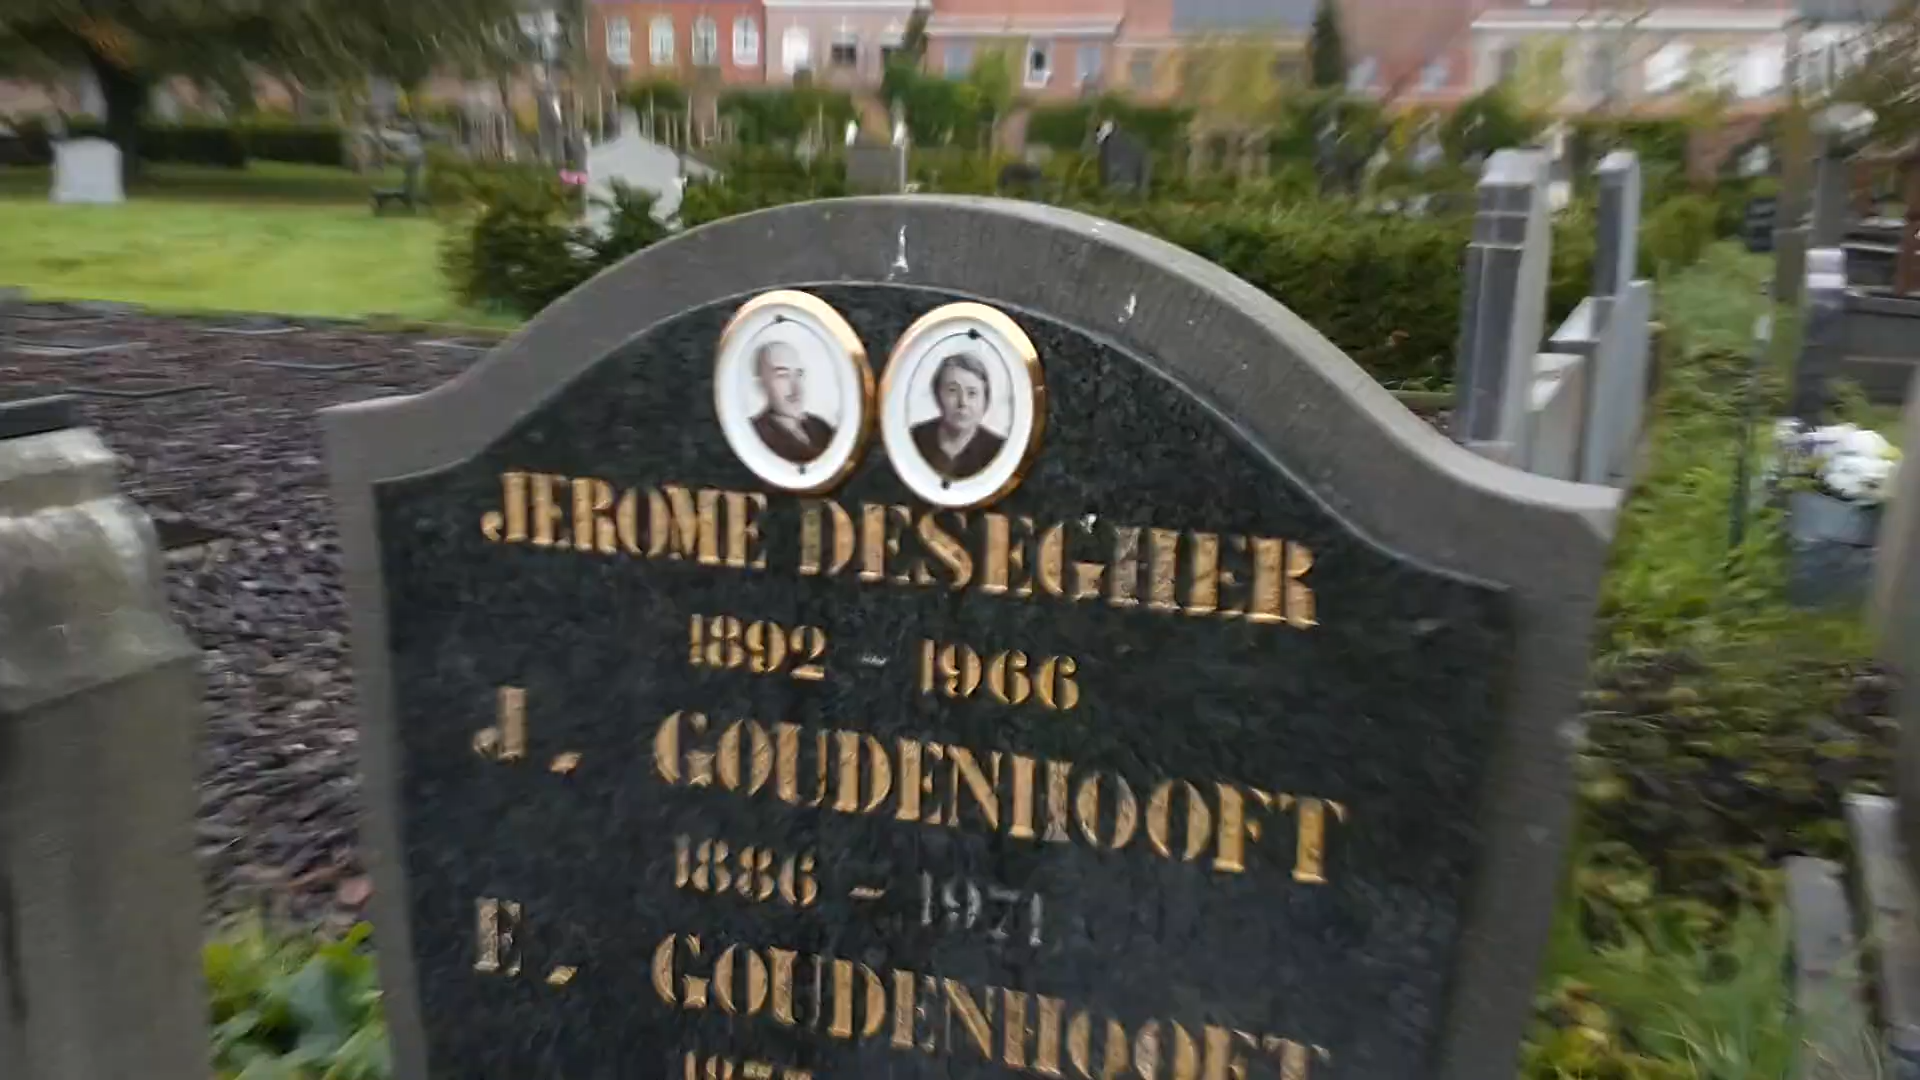 JEROME DESEGHER
1892 - 1966
J. GOUDENHOOFT
1886 - 1971
E. GOUDENHOOFT